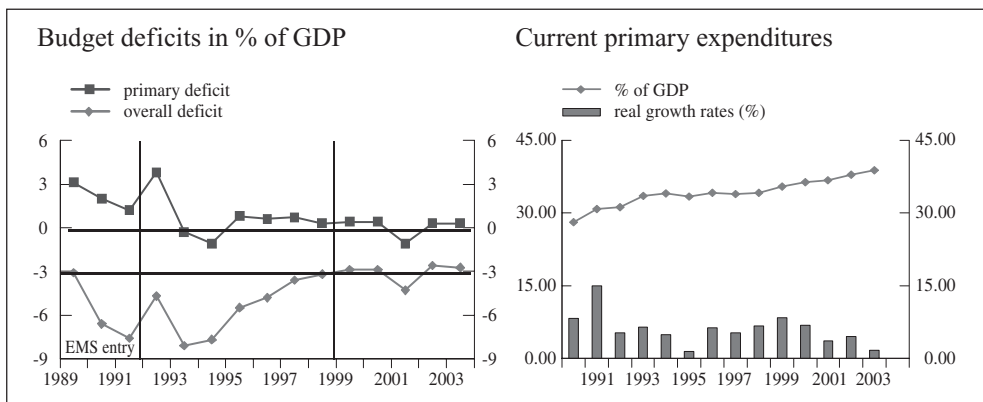 Budget deficits in % of GDP
primary deficit
overall deficit
6 6
3 3
0 0
-3 -3
-6 -6
-9 -9
EMS entry
1989 1991 1993 1995 1997 1999 2001 2003
Current primary expenditures
% of GDP
real growth rates (%)
45.00 45.00
30.00 30.00
15.00 15.00
0.00 0.00
1991 1993 1995 1997 1999 2001 2003